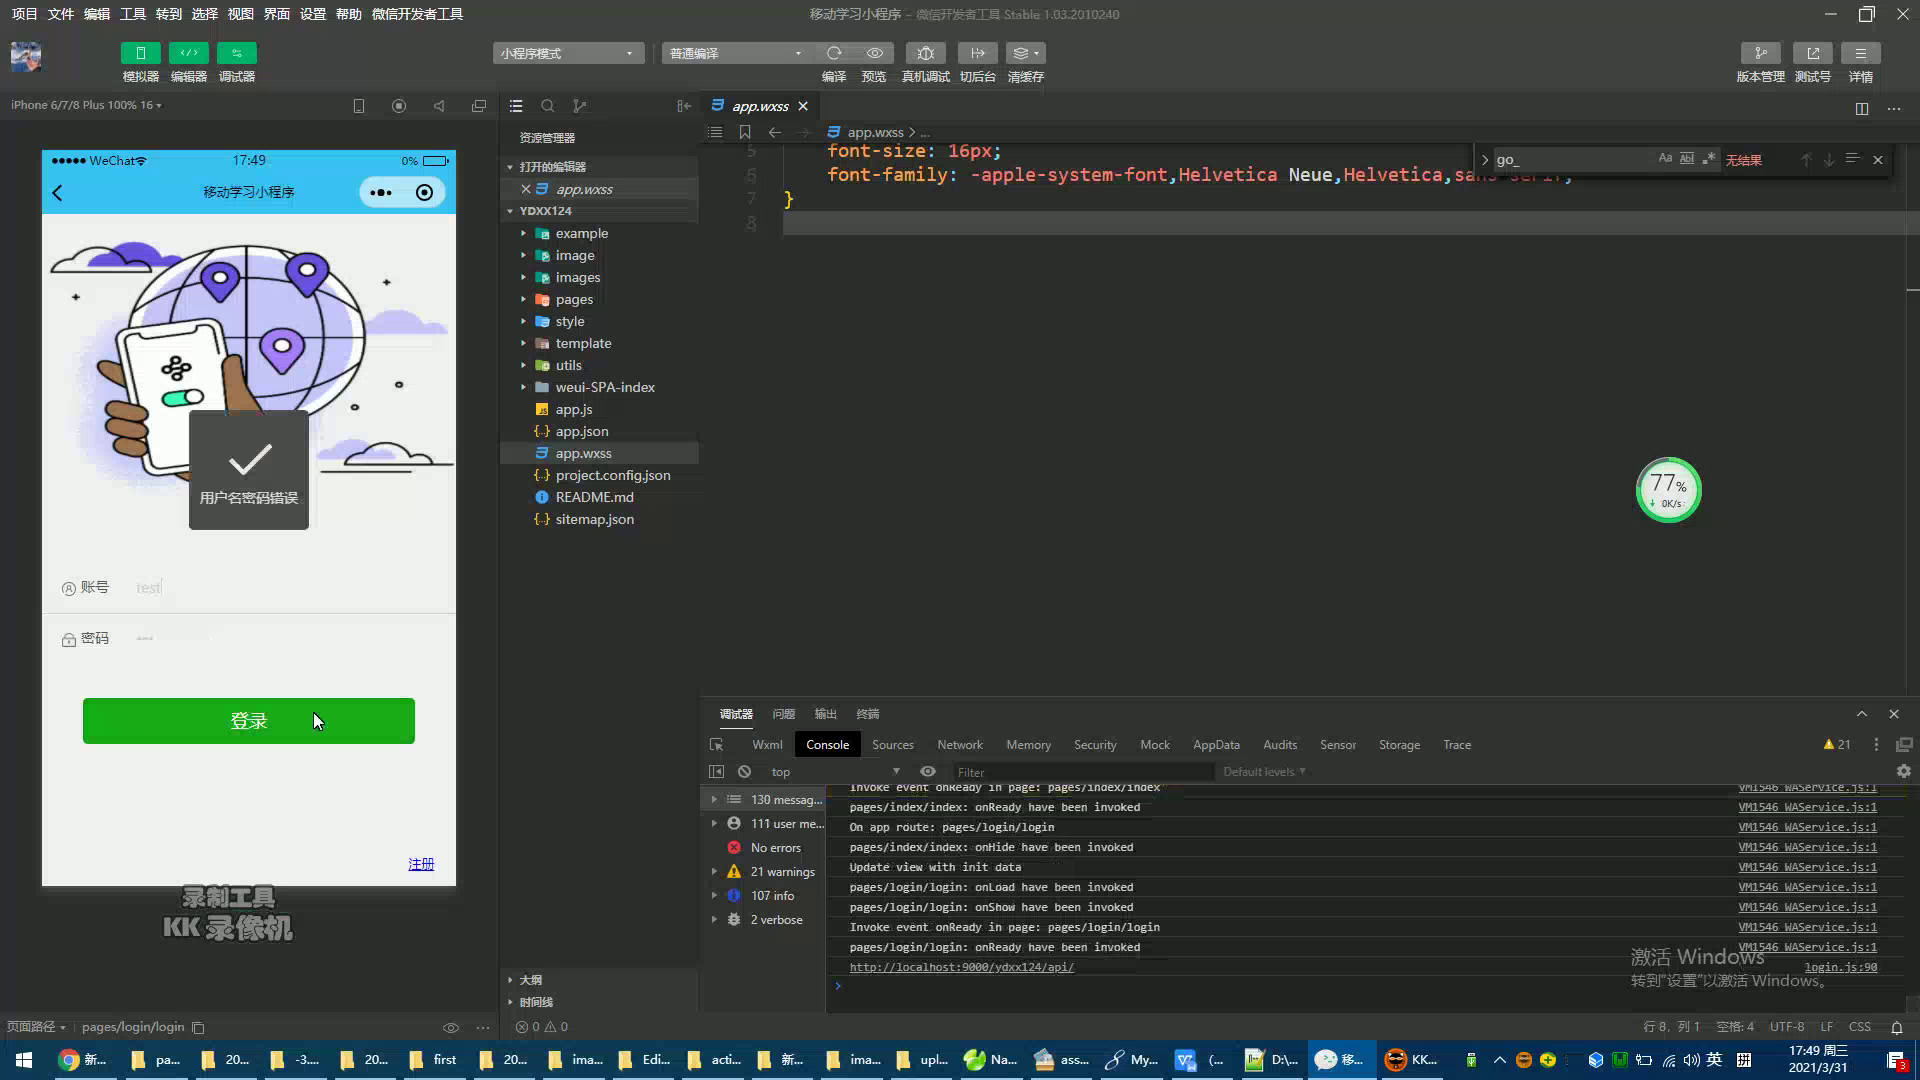 项目 文件 编辑 工具 转到 选择 视图 界面 设置 帮助 微信开发者工具
移动学习小程序 - 微信开发者工具 Stable 1.03.2010240
小程序模式
普通编译
模拟器 编辑器 调试器
编译 预览 真机调试 切后台 清缓存
版本管理 测试号 详情
iPhone 6/7/8 Plus 100% 16
WeChat
17:49
0%
移动学习小程序
用户名密码错误
账号
test
密码
登录
注册
录制工具
KK 录像机
页面路径
pages/login/login
资源管理器
打开的编辑器
app.wxss
YDXX124
example
image
images
pages
style
template
utils
weui-SPA-index
app.js
app.json
app.wxss
project.config.json
README.md
sitemap.json
大纲
时间线
0 0
app.wxss
app.wxss > ...
5 font-size: 16px;
6 font-family: -apple-system-font,Helvetica Neue,Helvetica,sans-serif;
7 }
8
go_
Aa
Abl
无结果
77%
0K/s
调试器 问题 输出 终端
Wxml Console Sources Network Memory Security Mock AppData Audits Sensor Storage Trace
21
top
Filter
Default levels
130 messag...
111 user me...
No errors
21 warnings
107 info
2 verbose
Invoke event onReady in page: pages/index/index VM1546 WAService.js:1
pages/index/index: onReady have been invoked VM1546 WAService.js:1
On app route: pages/login/login VM1546 WAService.js:1
pages/index/index: onHide have been invoked VM1546 WAService.js:1
Update view with init data VM1546 WAService.js:1
pages/login/login: onLoad have been invoked VM1546 WAService.js:1
pages/login/login: onShow have been invoked VM1546 WAService.js:1
Invoke event onReady in page: pages/login/login VM1546 WAService.js:1
pages/login/login: onReady have been invoked VM1546 WAService.js:1
http://localhost:9000/ydxx124/api/ login.js:90
激活 Windows
转到“设置”以激活 Windows。
行 8，列 1 空格: 4 UTF-8 LF CSS
新... pa... 20... -3.... 20... first 20... ima... Edi... acti... 新... ima... upl... Na... ass... My... (... D:\... 移... KK...
英
拼
17:49 周三
2021/3/31
3